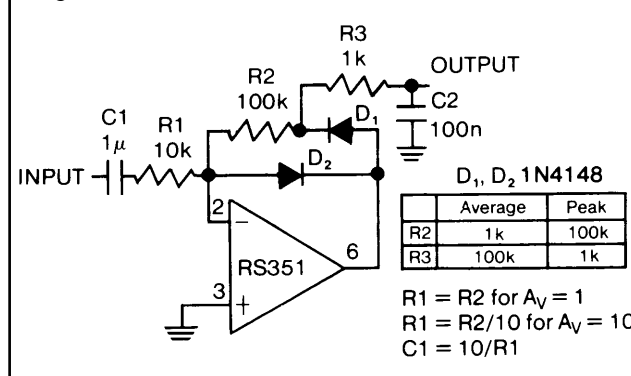 R3
1k
OUTPUT
R2
100k
C2
100n
D1
C1
1μ
R1
10k
INPUT
D2
D1, D2 1N4148
Average Peak
R2 1k 100k
R3 100k 1k
2
−
RS351
6
3
+
R1 = R2 for AV = 1
R1 = R2/10 for AV = 10
C1 = 10/R1